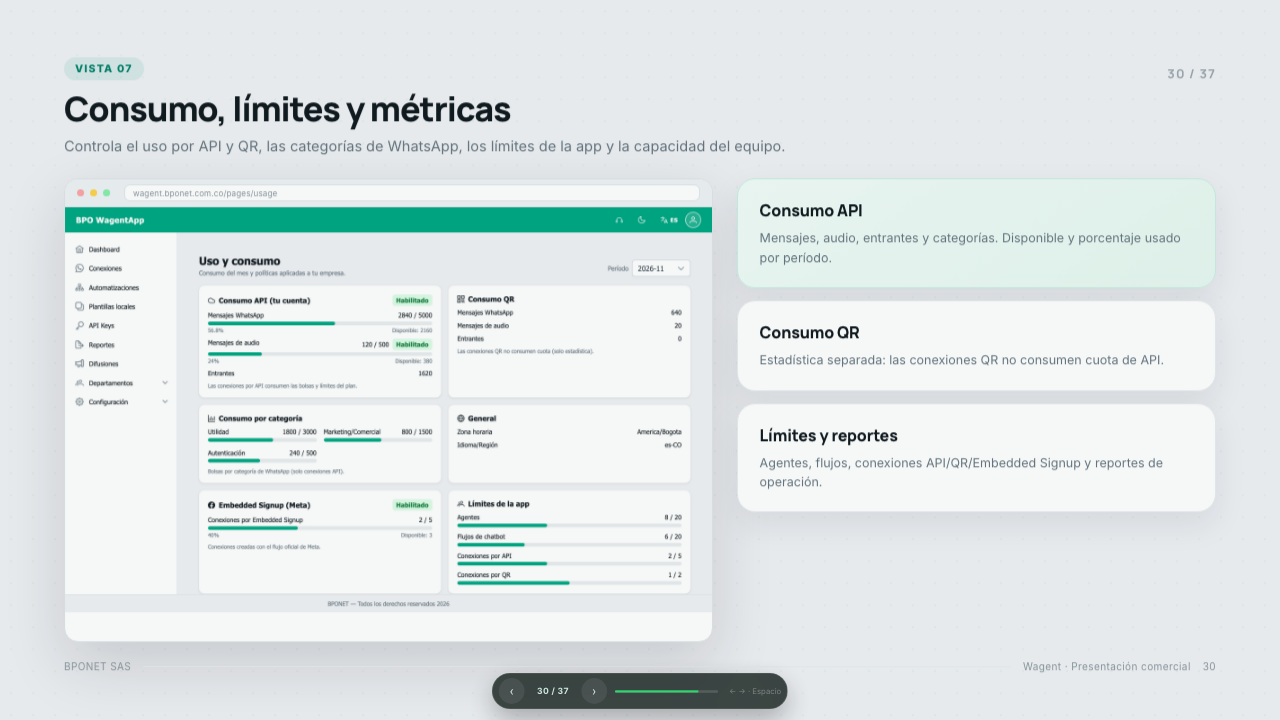 VISTA 07
30 / 37
Consumo, límites y métricas
Controla el uso por API y QR, las categorías de WhatsApp, los límites de la app y la capacidad del equipo.
wagent.bponet.com.co/pages/usage
BPO WagentApp
ES
Dashboard
Conexiones
Automatizaciones
Plantillas locales
API Keys
Reportes
Difusiones
Departamentos
Configuración
Uso y consumo
Consumo del mes y políticas aplicadas a tu empresa.
Período
2026-11
Consumo API (tu cuenta)
Habilitado
Mensajes WhatsApp
2840 / 5000
56.8%
Disponible: 2160
Mensajes de audio
120 / 500
Habilitado
24%
Disponible: 380
Entrantes
1620
Las conexiones por API consumen las bolsas y límites del plan.
Consumo QR
Mensajes WhatsApp
640
Mensajes de audio
20
Entrantes
0
Las conexiones QR no consumen cuota (solo estadística).
Consumo por categoría
Utilidad
1800 / 3000
Marketing/Comercial
800 / 1500
Autenticación
240 / 500
Bolsas por categoría de WhatsApp (solo conexiones API).
General
Zona horaria
America/Bogota
Idioma/Región
es-CO
Embedded Signup (Meta)
Habilitado
Conexiones por Embedded Signup
2 / 5
40%
Disponible: 3
Conexiones creadas con el flujo oficial de Meta.
Límites de la app
Agentes
8 / 20
Flujos de chatbot
6 / 20
Conexiones por API
2 / 5
Conexiones por QR
1 / 2
BPONET — Todos los derechos reservados 2026
Consumo API
Mensajes, audio, entrantes y categorías. Disponible y porcentaje usado
por período.
Consumo QR
Estadística separada: las conexiones QR no consumen cuota de API.
Límites y reportes
Agentes, flujos, conexiones API/QR/Embedded Signup y reportes de
operación.
BPONET SAS
Wagent · Presentación comercial 30
‹ 30 / 37 › ← → · Espacio